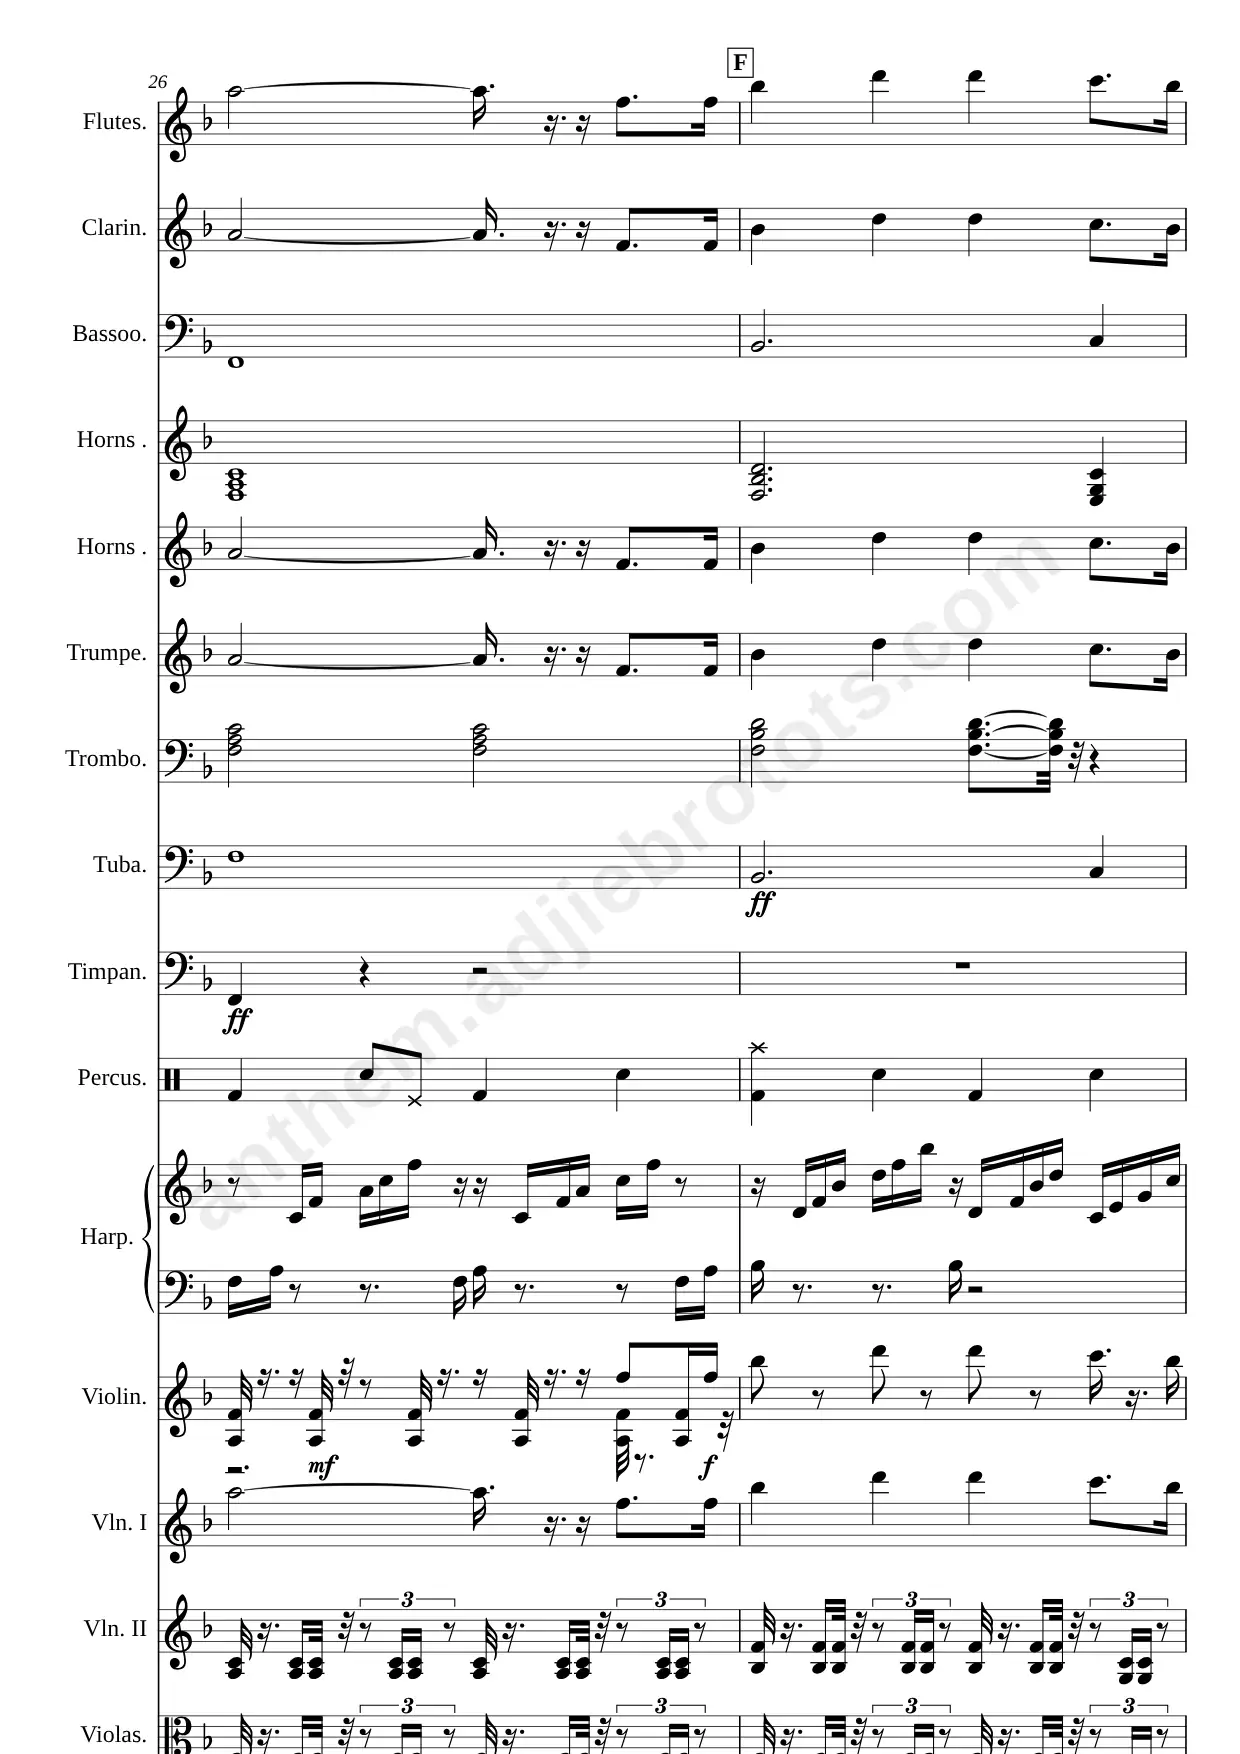 F
26
Flutes.
Clarin.
Bassoo.
Horns .
Horns .
Trumpe.
Trombo.
Tuba.
ff
Timpan.
ff
Percus.
Harp.
Violin.
mf f
Vln. I
3 3 3 3
Vln. II
3 3 3 3
Violas.
anthem.adjiebrotots.com